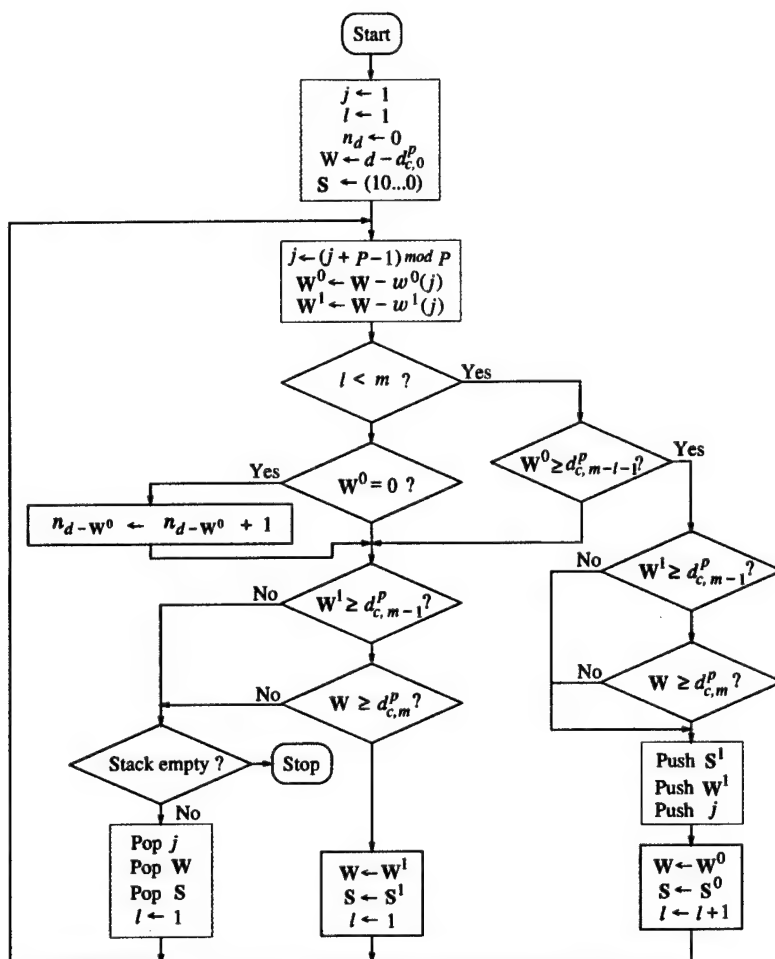 Start
j ← 1
l ← 1
n_d ← 0
W ← d − d^p_{c,0}
S ← (10...0)
j ← (j + P − 1) mod P
W^0 ← W − w^0(j)
W^1 ← W − w^1(j)
l < m ?
Yes
W^0 ≥ d^p_{c, m−l−1}?
Yes
Yes
W^0 = 0 ?
n_{d−W^0} ← n_{d−W^0} + 1
No
W^1 ≥ d^p_{c, m−1}?
No
W^1 ≥ d^p_{c, m−1}?
No
W ≥ d^p_{c,m}?
No
W ≥ d^p_{c,m}?
Stack empty ?
Stop
No
Push S^1
Push W^1
Push j
Pop j
Pop W
Pop S
l ← 1
W ← W^1
S ← S^1
l ← 1
W ← W^0
S ← S^0
l ← l+1